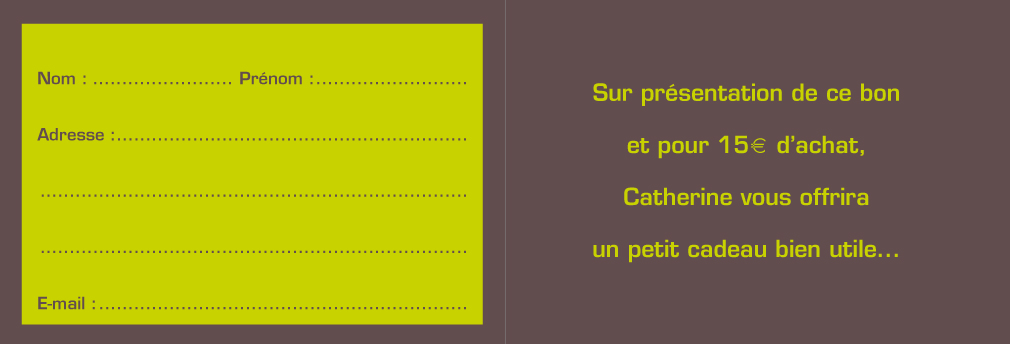 Nom : ........................ Prénom :..........................
Adresse :............................................................
.........................................................................
.........................................................................
E-mail :...............................................................
Sur présentation de ce bon
et pour 15€ d'achat,
Catherine vous offrira
un petit cadeau bien utile...